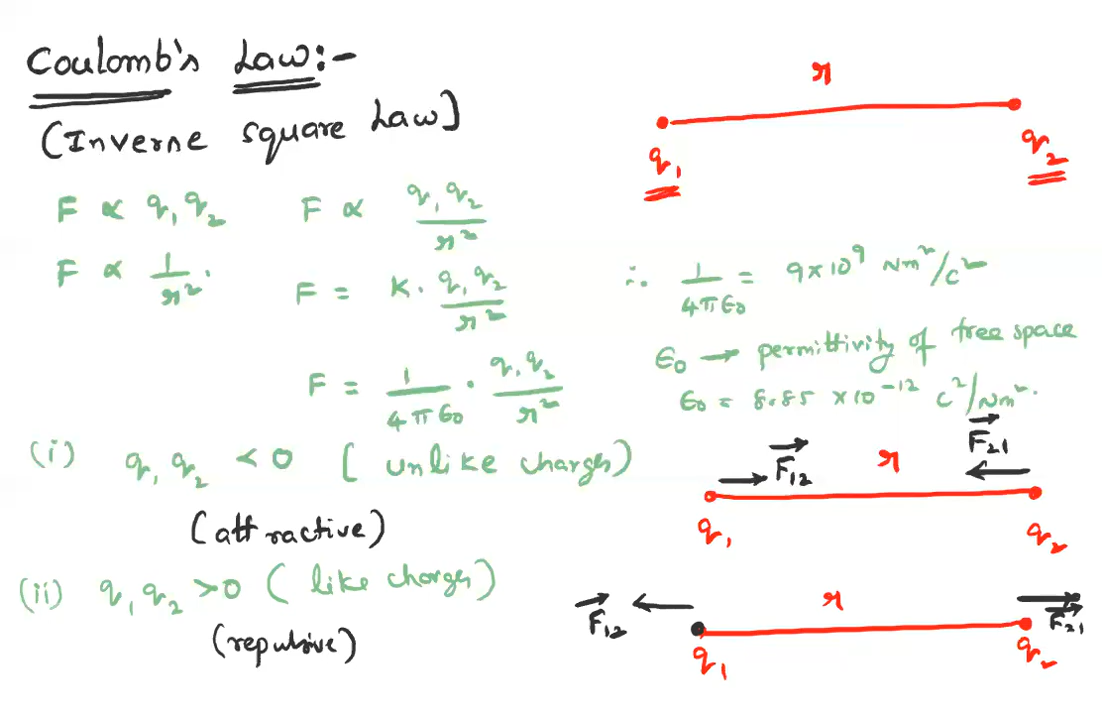 Coulomb's Law:-
(Inverse square Law)
r
q₁
q₂
F ∝ q₁q₂
F ∝ 1/r².
F ∝ q₁q₂/r²
F = K. q₁q₂/r²
F = 1/4πϵ₀ . q₁q₂/r²
∴ 1/4πϵ₀ = 9×10⁹ Nm²/c²
ϵ₀ → permittivity of free space
ϵ₀ = 8.85 ×10⁻¹² c²/Nm².
(i) q₁q₂ < 0 (unlike charges)
(attractive)
F₁₂ r F₂₁
q₁ q₂
(ii) q₁q₂ >0 (like charges)
(repulsive)
F₁₂ r F₂₁
q₁ q₂